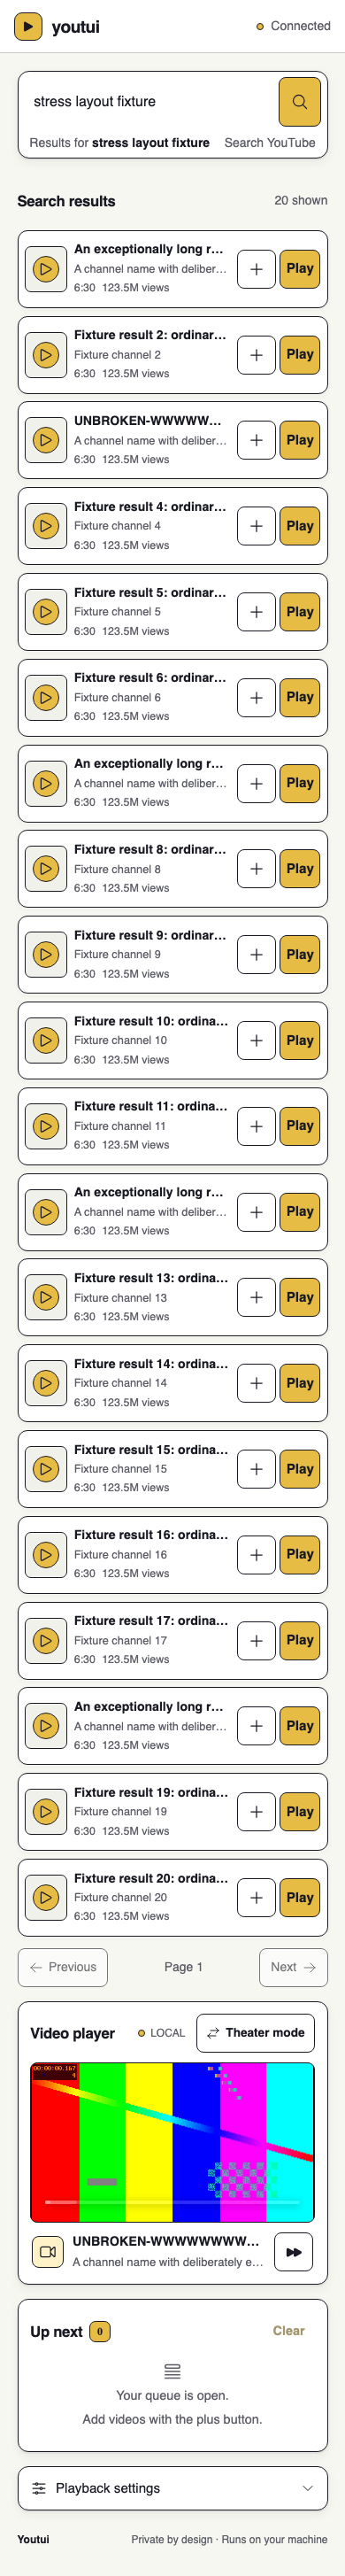 youtui
Connected
stress layout fixture
Results for stress layout fixture
Search YouTube
Search results
20 shown
An exceptionally long r...
A channel name with deliber...
6:30 123.5M views
Play
Fixture result 2: ordinar...
Fixture channel 2
6:30 123.5M views
Play
UNBROKEN-WWWWW...
A channel name with deliber...
6:30 123.5M views
Play
Fixture result 4: ordinar...
Fixture channel 4
6:30 123.5M views
Play
Fixture result 5: ordinar...
Fixture channel 5
6:30 123.5M views
Play
Fixture result 6: ordinar...
Fixture channel 6
6:30 123.5M views
Play
An exceptionally long r...
A channel name with deliber...
6:30 123.5M views
Play
Fixture result 8: ordinar...
Fixture channel 8
6:30 123.5M views
Play
Fixture result 9: ordinar...
Fixture channel 9
6:30 123.5M views
Play
Fixture result 10: ordina...
Fixture channel 10
6:30 123.5M views
Play
Fixture result 11: ordina...
Fixture channel 11
6:30 123.5M views
Play
An exceptionally long r...
A channel name with deliber...
6:30 123.5M views
Play
Fixture result 13: ordina...
Fixture channel 13
6:30 123.5M views
Play
Fixture result 14: ordina...
Fixture channel 14
6:30 123.5M views
Play
Fixture result 15: ordina...
Fixture channel 15
6:30 123.5M views
Play
Fixture result 16: ordina...
Fixture channel 16
6:30 123.5M views
Play
Fixture result 17: ordina...
Fixture channel 17
6:30 123.5M views
Play
An exceptionally long r...
A channel name with deliber...
6:30 123.5M views
Play
Fixture result 19: ordina...
Fixture channel 19
6:30 123.5M views
Play
Fixture result 20: ordina...
Fixture channel 20
6:30 123.5M views
Play
Previous
Page 1
Next
Video player
LOCAL
Theater mode
00:00:00.167
4
UNBROKEN-WWWWWWWW...
A channel name with deliberately e...
Up next 0
Clear
Your queue is open.
Add videos with the plus button.
Playback settings
Youtui
Private by design · Runs on your machine